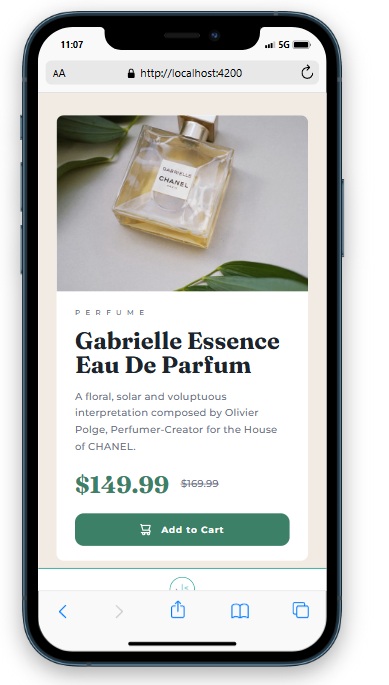 11:07
5G
AA
http://localhost:4200
GABRIELLE
CHANEL
PARIS
PERFUME
Gabrielle Essence
Eau De Parfum
A floral, solar and voluptuous
interpretation composed by Olivier
Polge, Perfumer-Creator for the House
of CHANEL.
$149.99 $169.99
Add to Cart